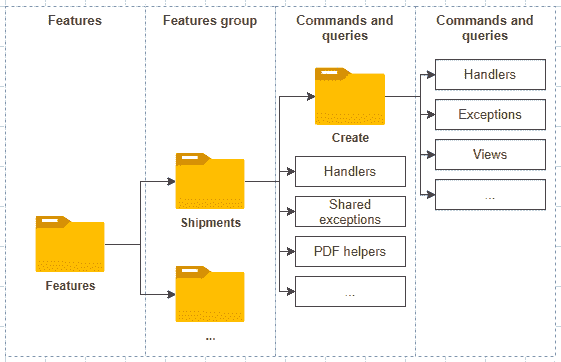 Features
Features group
Commands and
queries
Commands and
queries
Features
Shipments
...
Create
Handlers
Shared
exceptions
PDF helpers
...
Handlers
Exceptions
Views
...